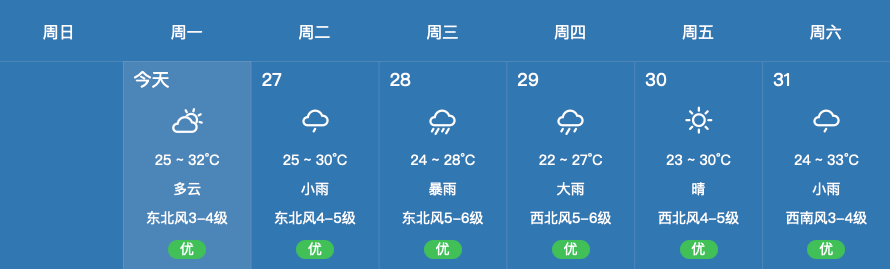 周日 周一 周二 周三 周四 周五 周六
今天 27 28 29 30 31
25 ~ 32°C 25 ~ 30°C 24 ~ 28°C 22 ~ 27°C 23 ~ 30°C 24 ~ 33°C
多云 小雨 暴雨 大雨 晴 小雨
东北风3-4级 东北风4-5级 东北风5-6级 西北风5-6级 西北风4-5级 西南风3-4级
优 优 优 优 优 优